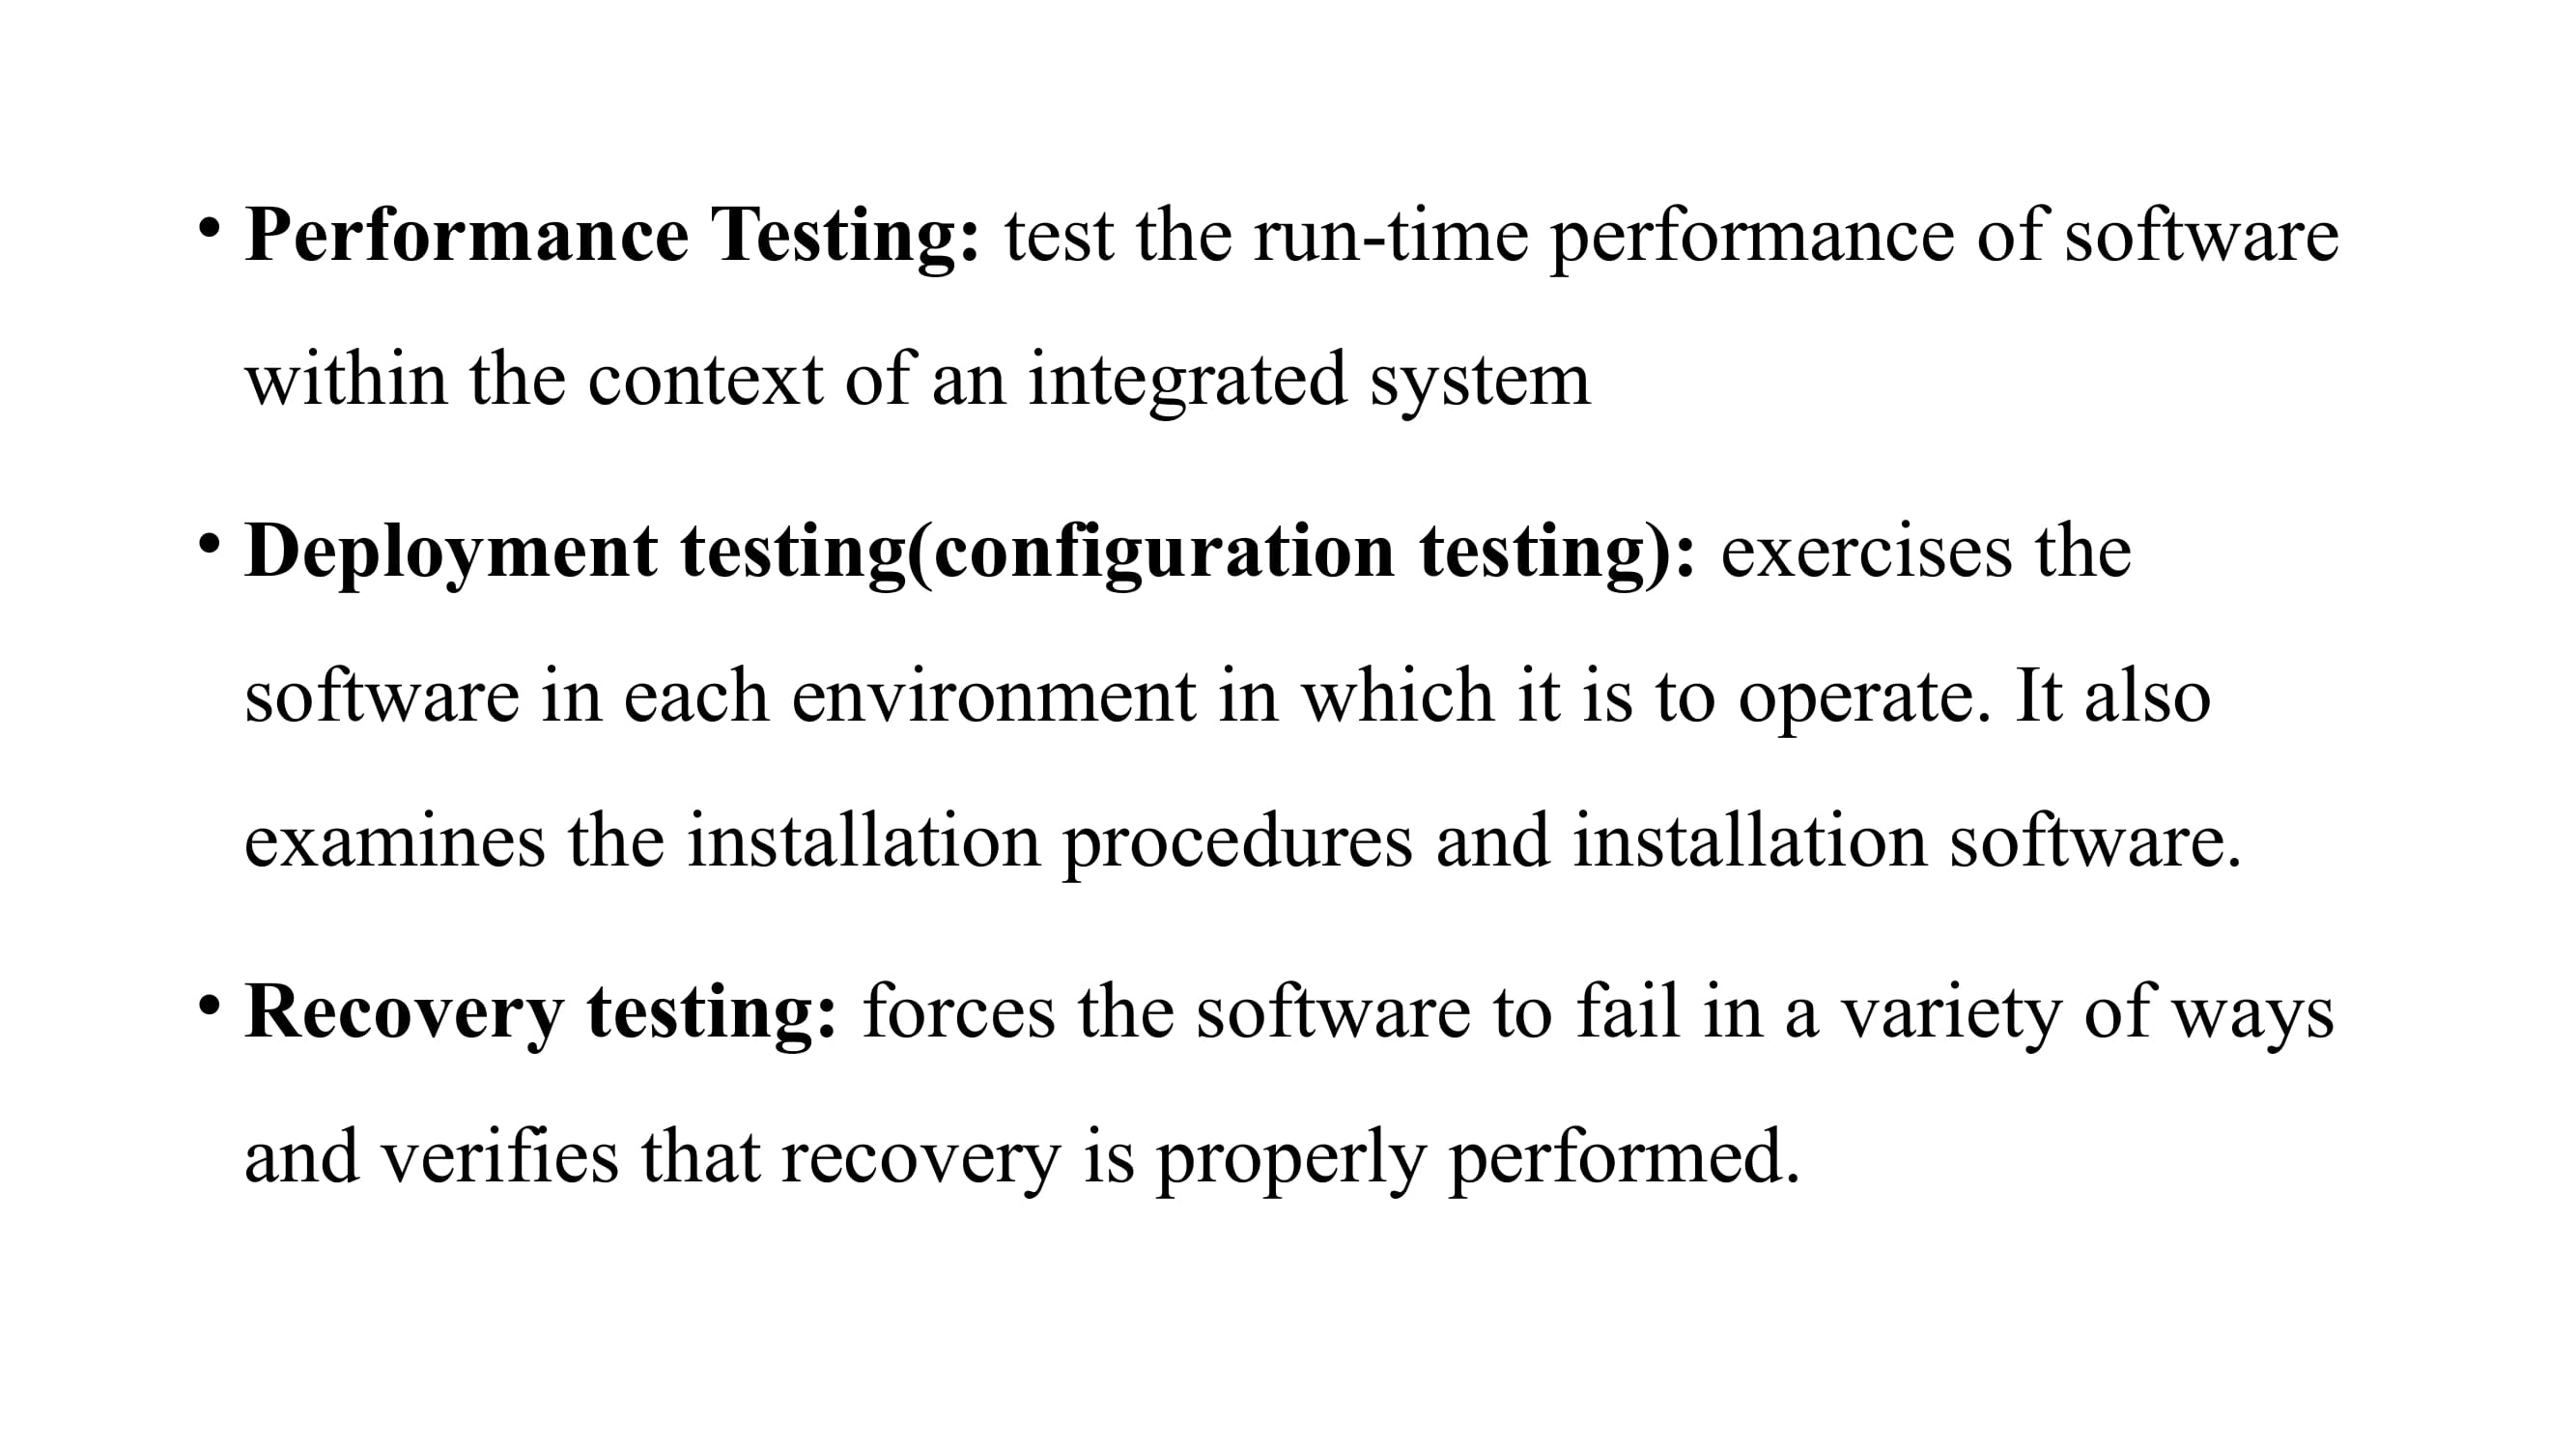 • Performance Testing: test the run-time performance of software
within the context of an integrated system
• Deployment testing(configuration testing): exercises the
software in each environment in which it is to operate. It also
examines the installation procedures and installation software.
• Recovery testing: forces the software to fail in a variety of ways
and verifies that recovery is properly performed.